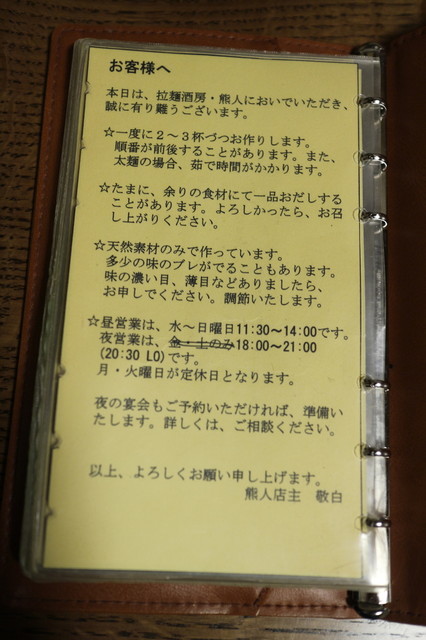 お客様へ
本日は、拉麺酒房・熊人においでいただき、
誠に有り難うございます。
☆一度に２～３杯づつお作りします。
順番が前後することがあります。また、
太麺の場合、茹で時間がかかります。
☆たまに、余りの食材にて一品おだしする
ことがあります。よろしかったら、お召
し上がりください。
☆天然素材のみで作っています。
多少の味のブレがでることもあります。
味の濃い目、薄目などありましたら、
お申しでください。調節いたします。
☆昼営業は、水～日曜日11:30～14:00です。
夜営業は、金・土のみ18:00～21:00
(20:30 LO)です。
月・火曜日が定休日となります。
夜の宴会もご予約いただければ、準備い
たします。詳しくは、ご相談ください。
以上、よろしくお願い申し上げます。
熊人店主　敬白